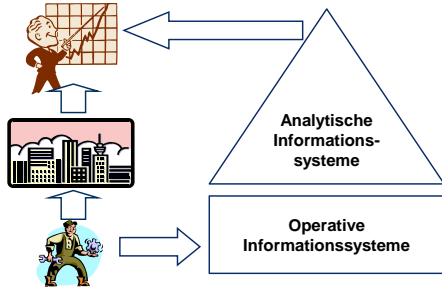 Analytische
Informations-
systeme
Operative
Informationssysteme